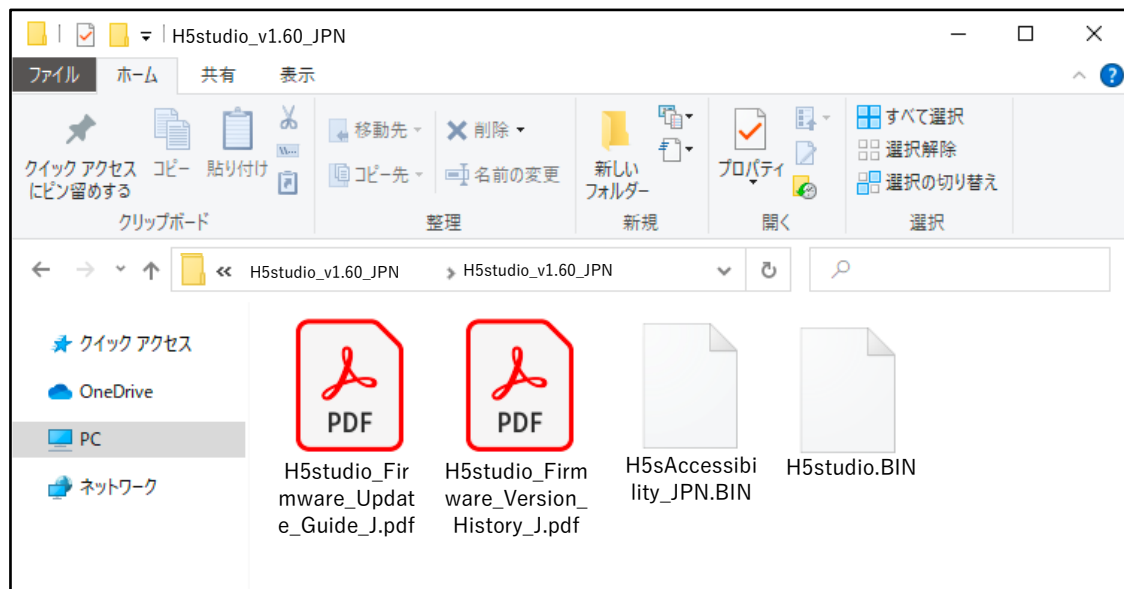 H5studio_v1.60_JPN
ファイル ホーム 共有 表示
クイック アクセス
にピン留めする
コピー
貼り付け
クリップボード
移動先
コピー先
削除
名前の変更
整理
新しい
フォルダー
新規
プロパティ
開く
すべて選択
選択解除
選択の切り替え
選択
« H5studio_v1.60_JPN › H5studio_v1.60_JPN
クイック アクセス
OneDrive
PC
ネットワーク
PDF
H5studio_Fir
mware_Updat
e_Guide_J.pdf
PDF
H5studio_Firm
ware_Version_
History_J.pdf
H5sAccessibi
lity_JPN.BIN
H5studio.BIN